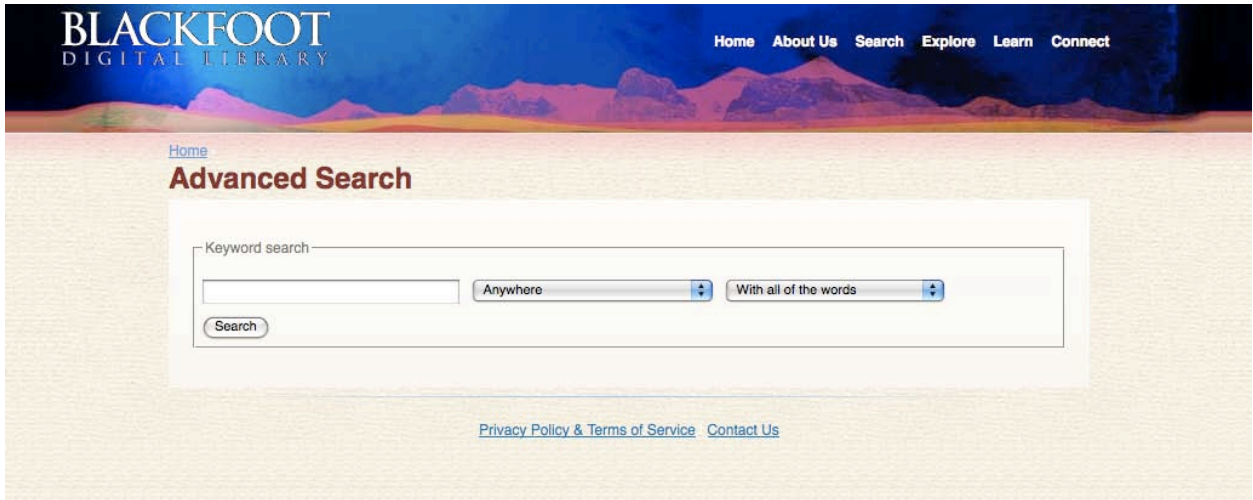 BLACKFOOT
DIGITAL LIBRARY
Home About Us Search Explore Learn Connect
Home
Advanced Search
Keyword search
Anywhere With all of the words
Search
Privacy Policy & Terms of Service Contact Us